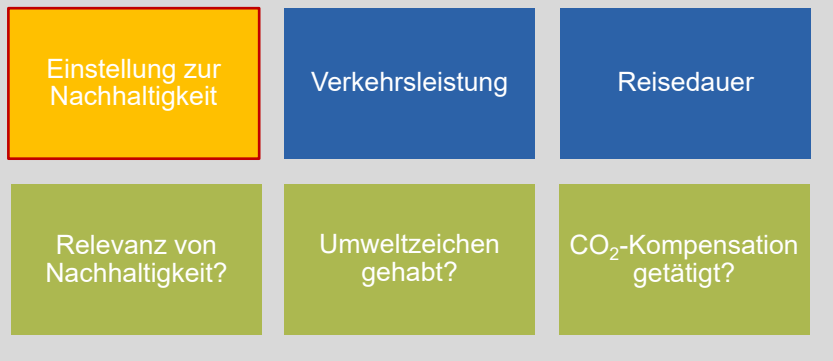 Einstellung zur
Nachhaltigkeit
Verkehrsleistung
Reisedauer
Relevanz von
Nachhaltigkeit?
Umweltzeichen
gehabt?
CO₂-Kompensation
getätigt?